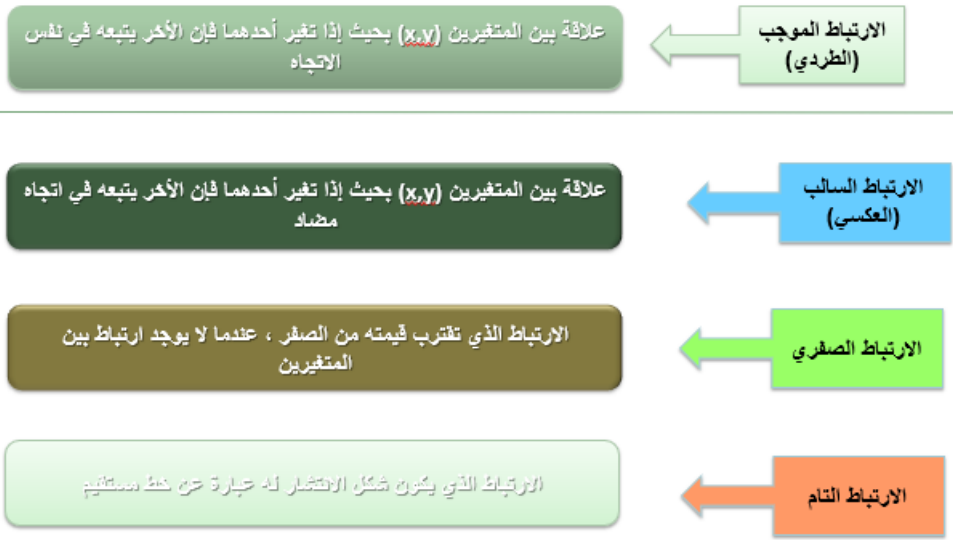 الارتباط الموجب
(الطردي)
علاقة بين المتغيرين (x,y) بحيث إذا تغير أحدهما فإن الأخر يتبعه في نفس
الاتجاه
الارتباط السالب
(العكسي)
علاقة بين المتغيرين (x,y) بحيث إذا تغير أحدهما فإن الأخر يتبعه في اتجاه
مضاد
الارتباط الصفري
الارتباط الذي تقترب قيمته من الصفر ، عندما لا يوجد ارتباط بين
المتغيرين
الارتباط التام
الارتباط الذي يكون شكل الانتشار له عبارة عن خط مستقيم